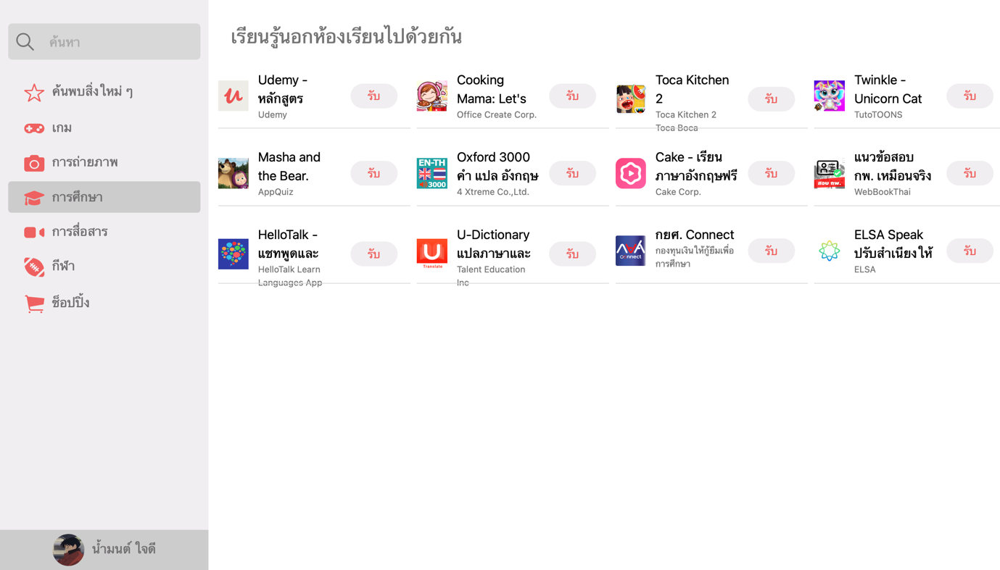 ค้นหา
ค้นพบสิ่งใหม่ ๆ
เกม
การถ่ายภาพ
การศึกษา
การสื่อสาร
กีฬา
ช็อปปิ้ง
น้ำมนต์ ใจดี
เรียนรู้นอกห้องเรียนไปด้วยกัน
Udemy -
หลักสูตร
Udemy
รับ
Cooking
Mama: Let's
Office Create Corp.
รับ
Toca Kitchen
2
Toca Kitchen 2
Toca Boca
รับ
Twinkle -
Unicorn Cat
TutoTOONS
รับ
Masha and
the Bear.
AppQuiz
รับ
EN-TH
3000
Oxford 3000
คำ แปล อังกฤษ
4 Xtreme Co.,Ltd.
รับ
Cake - เรียน
ภาษาอังกฤษฟรี
Cake Corp.
รับ
สอบ กพ.
แนวข้อสอบ
กพ. เหมือนจริง
WebBookThai
รับ
HelloTalk -
แชทพูดและ
HelloTalk Learn
Languages App
รับ
U
Translate
U-Dictionary
แปลภาษาและ
Talent Education
Inc
รับ
Connect
กยศ. Connect
กองทุนเงินให้กู้ยืมเพื่อ
การศึกษา
รับ
ELSA Speak
ปรับสำเนียงให้
ELSA
รับ